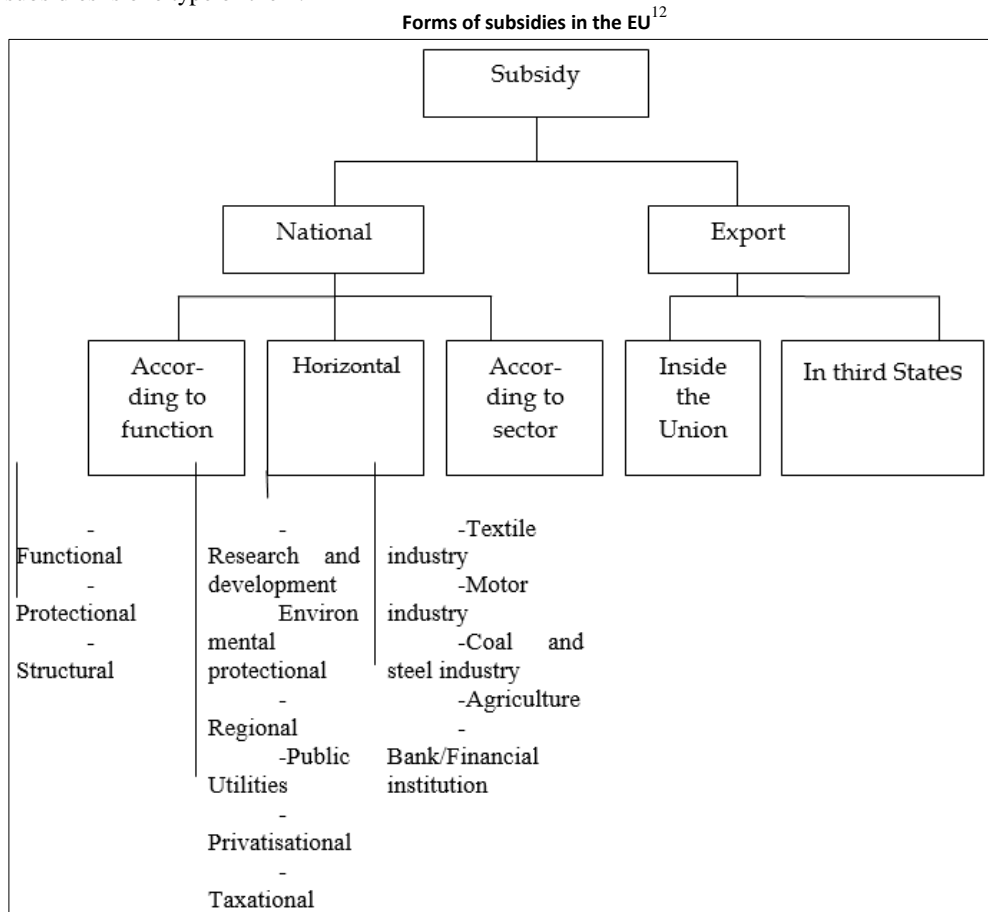 Forms of subsidies in the EU12
Subsidy
National
Export
Accor-
ding to
function
Horizontal
Accor-
ding to
sector
Inside
the
Union
In third States
-
Functional
-
Protectional
-
Structural
-
Research and
development
Environ
mental
protectional
-
Regional
-Public
Utilities
-
Privatisational
-
Taxational
-Textile
industry
-Motor
industry
-Coal and
steel industry
-Agriculture
-
Bank/Financial
institution